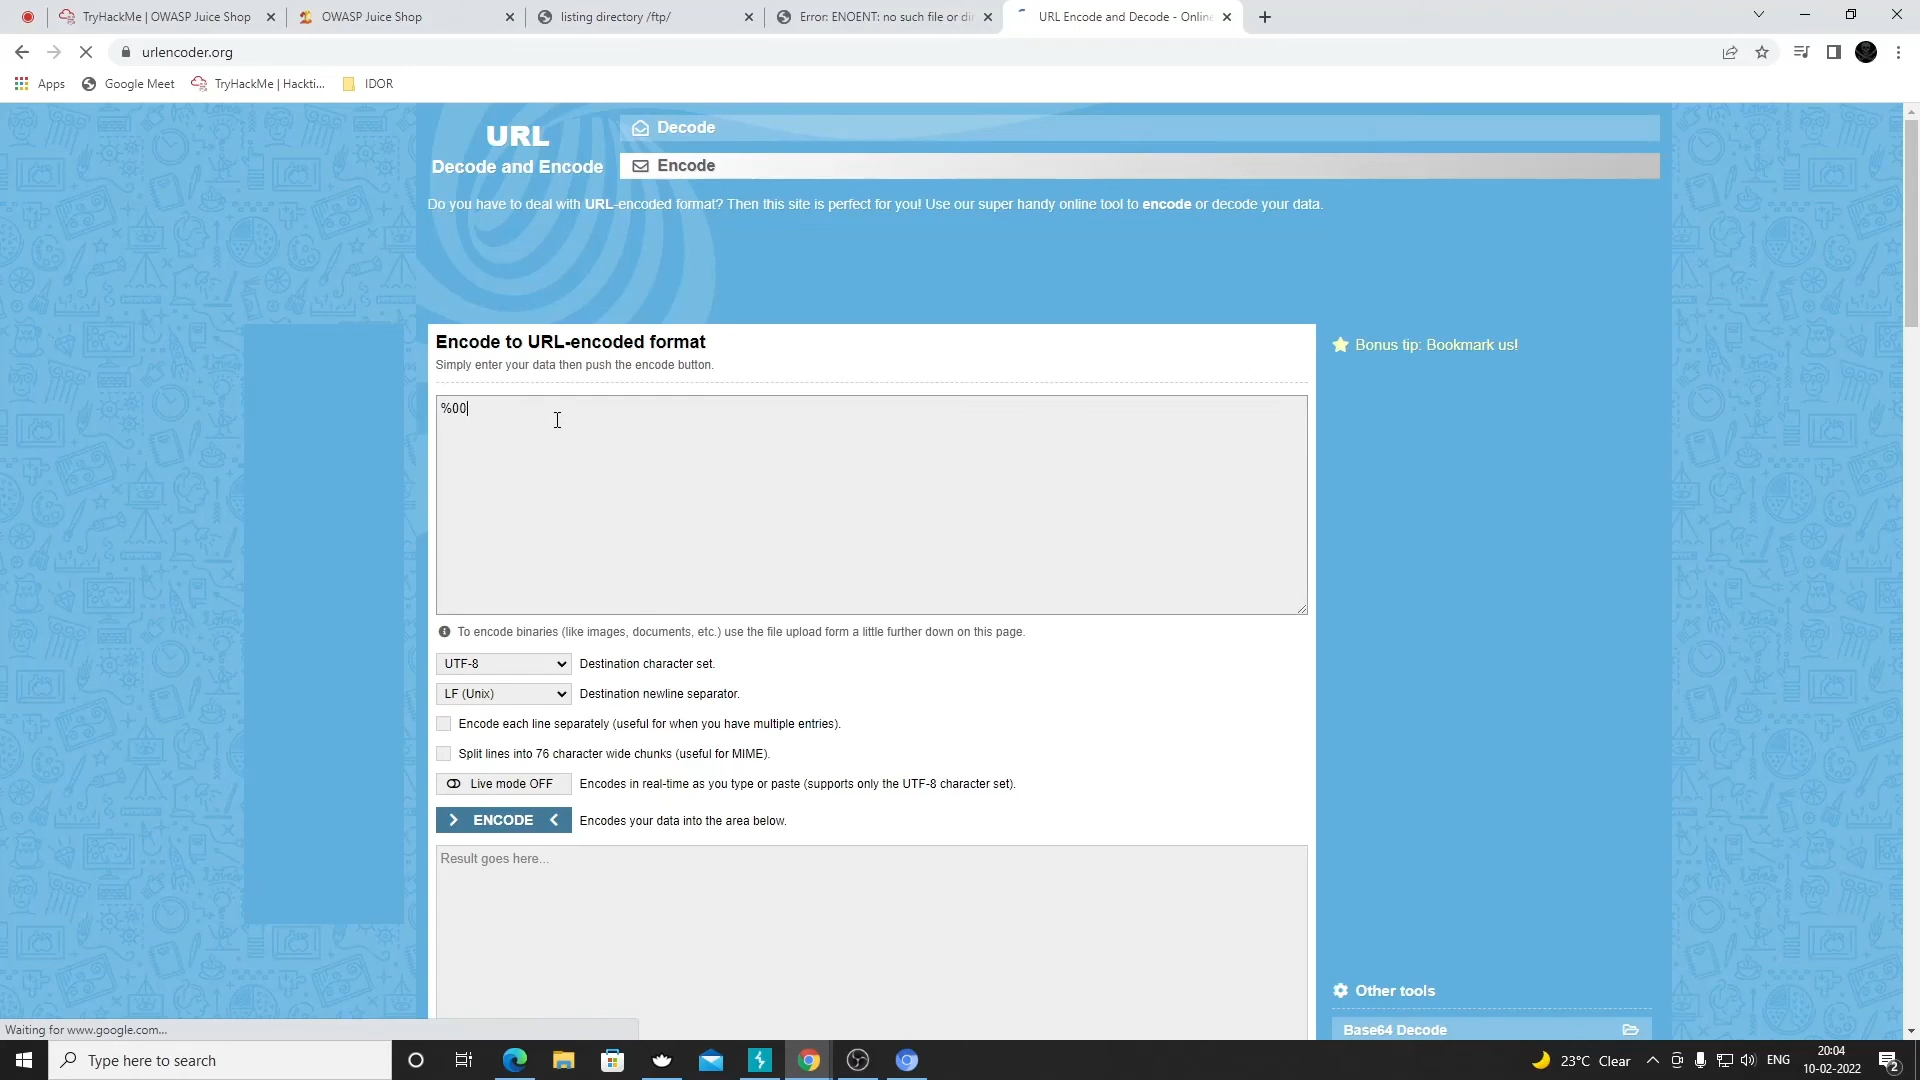 TryHackMe | OWASP Juice Shop
OWASP Juice Shop
listing directory /ftp/
Error: ENOENT: no such file or di
URL Encode and Decode - Online
urlencoder.org
Apps
Google Meet
TryHackMe | Hackti...
IDOR
URL
Decode and Encode
Decode
Encode
Do you have to deal with URL-encoded format? Then this site is perfect for you! Use our super handy online tool to encode or decode your data.
Encode to URL-encoded format
Simply enter your data then push the encode button.
Bonus tip: Bookmark us!
%00
To encode binaries (like images, documents, etc.) use the file upload form a little further down on this page.
UTF-8 Destination character set.
LF (Unix) Destination newline separator.
Encode each line separately (useful for when you have multiple entries).
Split lines into 76 character wide chunks (useful for MIME).
Live mode OFF Encodes in real-time as you type or paste (supports only the UTF-8 character set).
ENCODE Encodes your data into the area below.
Result goes here...
Other tools
Base64 Decode
Waiting for www.google.com...
Type here to search
23°C Clear
ENG
20:04
10-02-2022
2